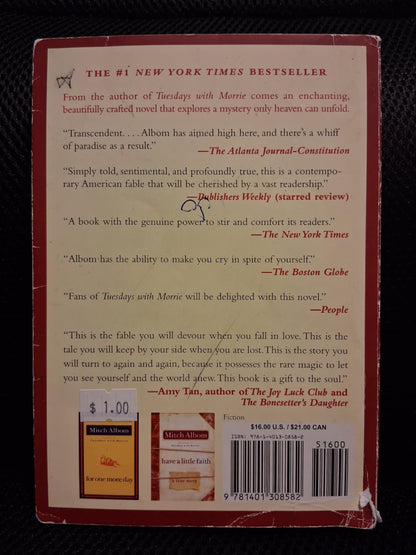 THE #1 NEW YORK TIMES BESTSELLER
From the author of Tuesdays with Morrie comes an enchanting,
beautifully crafted novel that explores a mystery only heaven can unfold.
“Transcendent. . . . Albom has aimed high here, and there’s a whiff
of paradise as a result.”
—The Atlanta Journal-Constitution
“Simply told, sentimental, and profoundly true, this is a contempo-
rary American fable that will be cherished by a vast readership.”
—Publishers Weekly (starred review)
“A book with the genuine power to stir and comfort its readers.”
—The New York Times
“Albom has the ability to make you cry in spite of yourself.”
—The Boston Globe
“Fans of Tuesdays with Morrie will be delighted with this novel.”
—People
“This is the fable you will devour when you fall in love. This is the
tale you will keep by your side when you are lost. This is the story you
will turn to again and again, because it possesses the rare magic to let
you see yourself and the world anew. This book is a gift to the soul.”
—Amy Tan, author of The Joy Luck Club and
The Bonesetter’s Daughter
$ 1.00
Mitch Albom
for one more day
Mitch Albom
have a little faith
a true story
Fiction
$16.00 U.S. / $21.00 CAN
ISBN: 978-1-4013-0858-2
51600
9 781401 308582